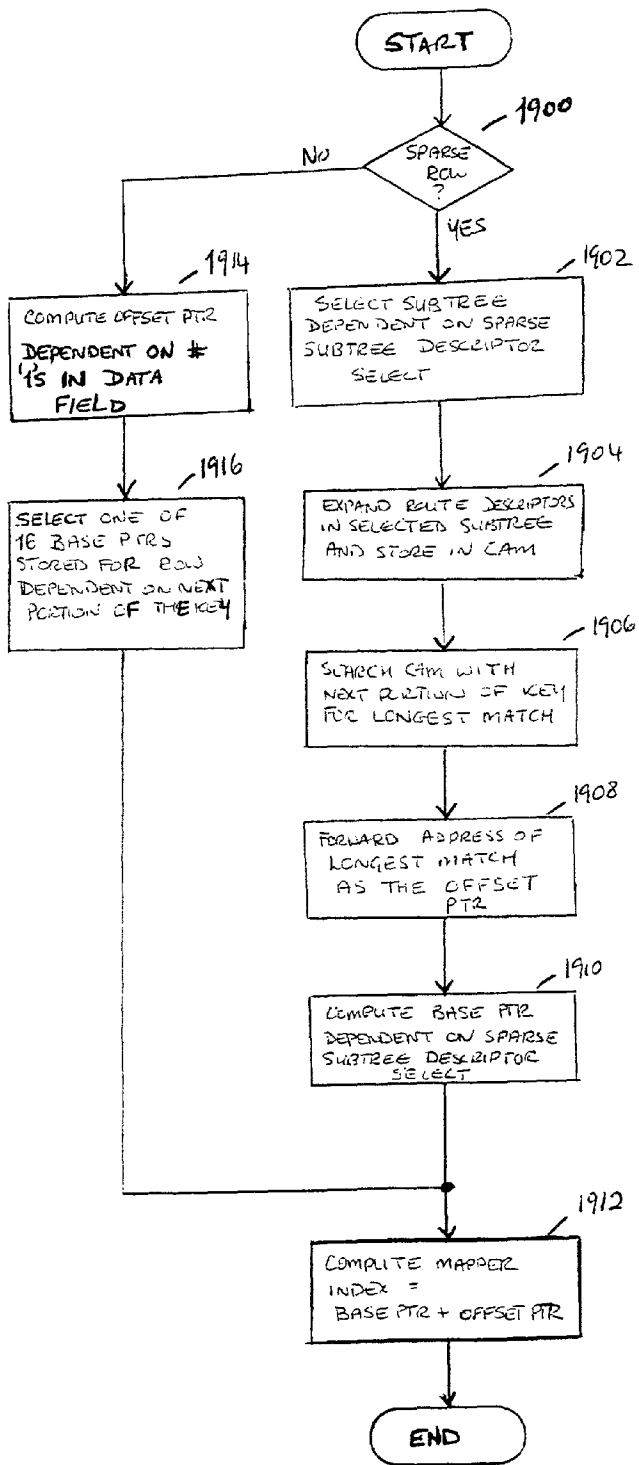 START
1900
SPARSE
ROW
?
NO
YES
1914
COMPUTE OFFSET PTR
DEPENDENT ON #
'1'S IN DATA
FIELD
1916
SELECT ONE OF
16 BASE PTRS
STORED FOR ROW
DEPENDENT ON NEXT
PORTION OF THE KEY
1902
SELECT SUBTREE
DEPENDENT ON SPARSE
SUBTREE DESCRIPTOR
SELECT
1904
EXPAND ROUTE DESCRIPTORS
IN SELECTED SUBTREE
AND STORE IN CAM
1906
SEARCH CAM WITH
NEXT PORTION OF KEY
FOR LONGEST MATCH
1908
FORWARD ADDRESS OF
LONGEST MATCH
AS THE OFFSET
PTR
1910
COMPUTE BASE PTR
DEPENDENT ON SPARSE
SUBTREE DESCRIPTOR
SELECT
1912
COMPUTE MAPPER
INDEX =
BASE PTR + OFFSET PTR
END